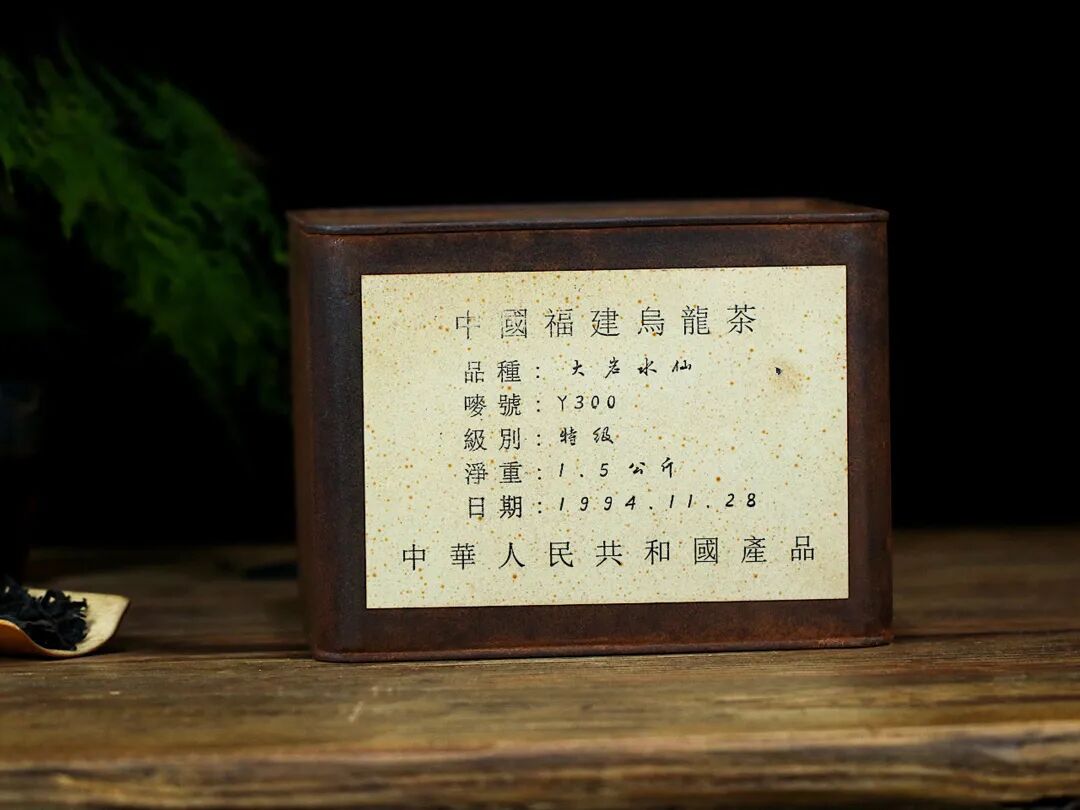 中國福建烏龍茶
品種：大岩水仙
嘜號：Y300
級別：特级
淨重：1.5公斤
日期：1994.11.28
中華人民共和國產品